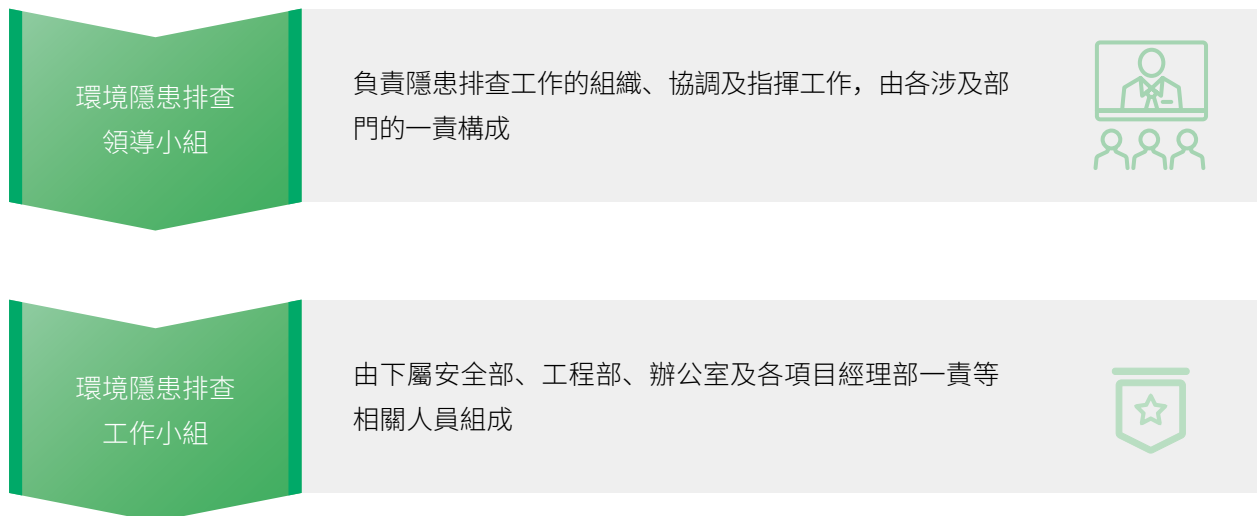 環境隱患排查
領導小組
負責隱患排查工作的組織、協調及指揮工作，由各涉及部
門的一責構成
環境隱患排查
工作小組
由下屬安全部、工程部、辦公室及各項目經理部一責等
相關人員組成